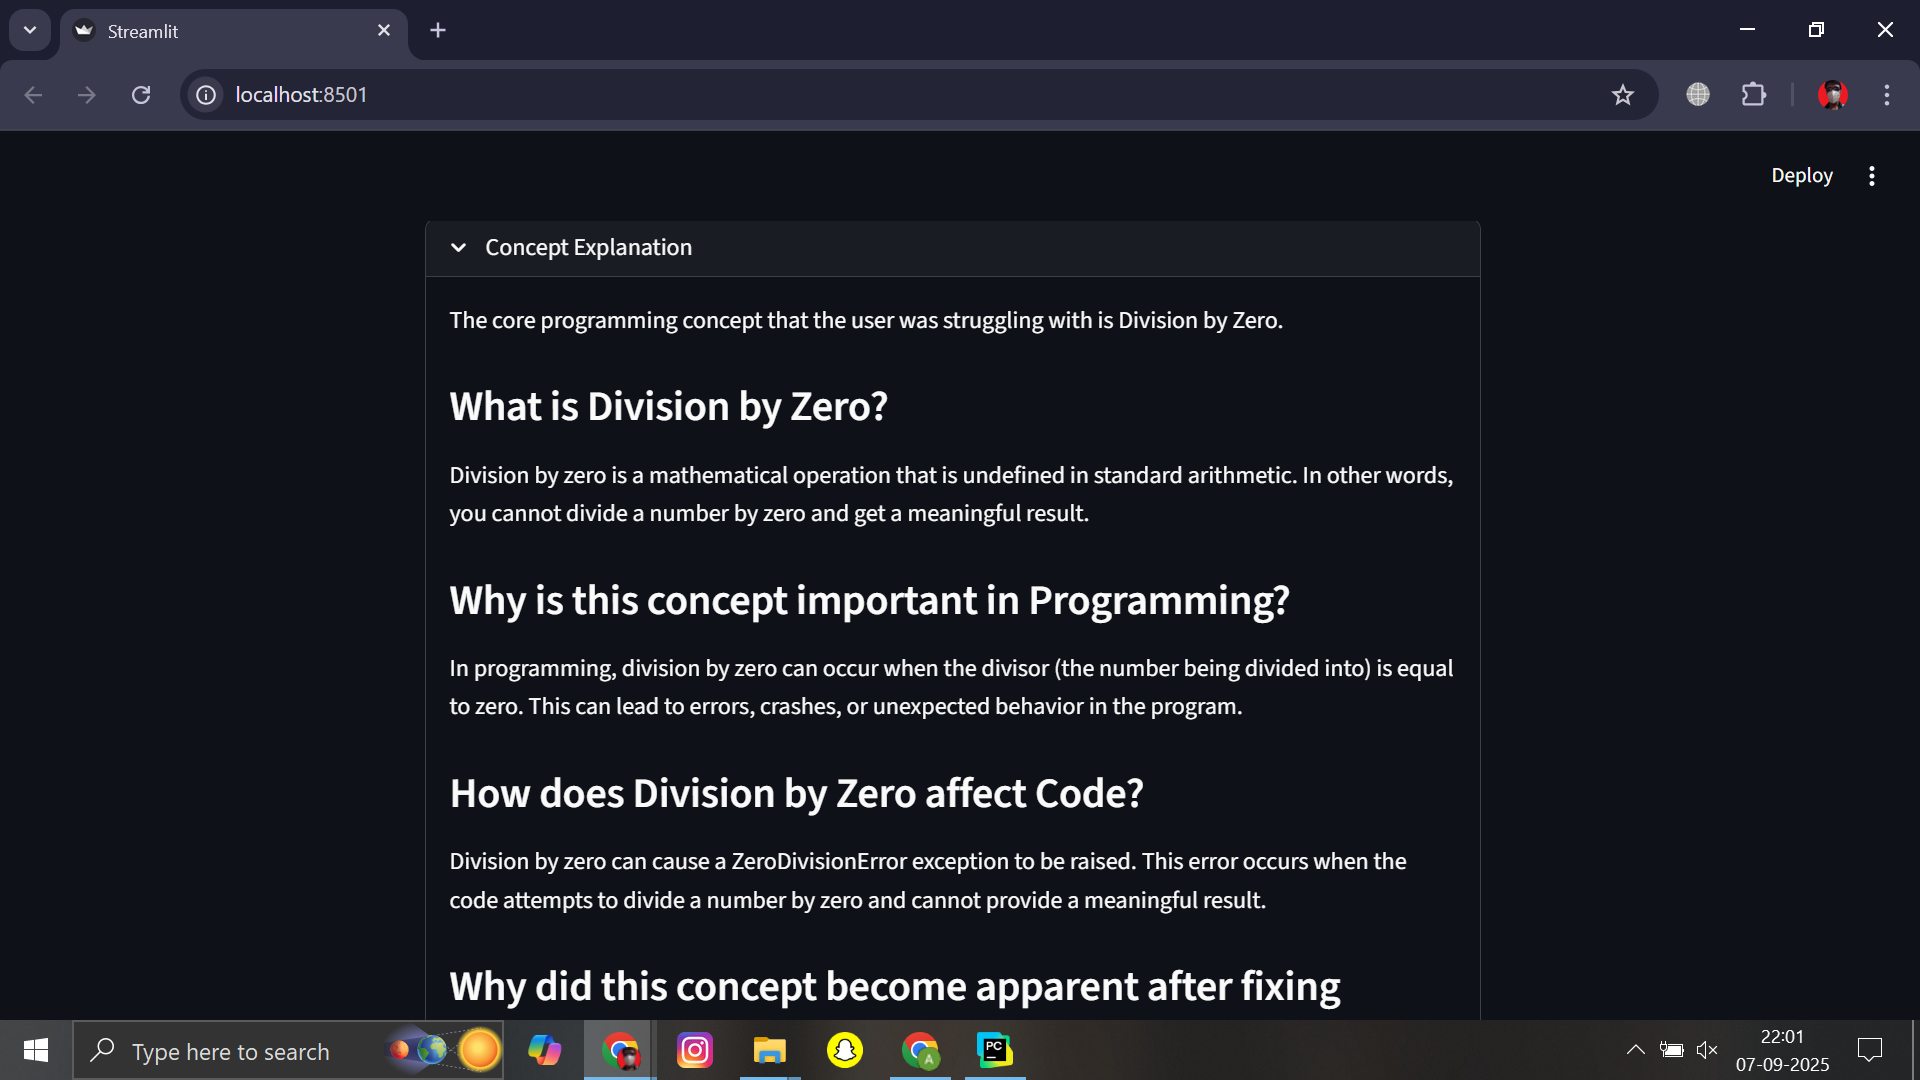 Streamlit
localhost:8501
Deploy
Concept Explanation
The core programming concept that the user was struggling with is Division by Zero.
What is Division by Zero?
Division by zero is a mathematical operation that is undefined in standard arithmetic. In other words,
you cannot divide a number by zero and get a meaningful result.
Why is this concept important in Programming?
In programming, division by zero can occur when the divisor (the number being divided into) is equal
to zero. This can lead to errors, crashes, or unexpected behavior in the program.
How does Division by Zero affect Code?
Division by zero can cause a ZeroDivisionError exception to be raised. This error occurs when the
code attempts to divide a number by zero and cannot provide a meaningful result.
Why did this concept become apparent after fixing
Type here to search
A
PC
22:01
07-09-2025